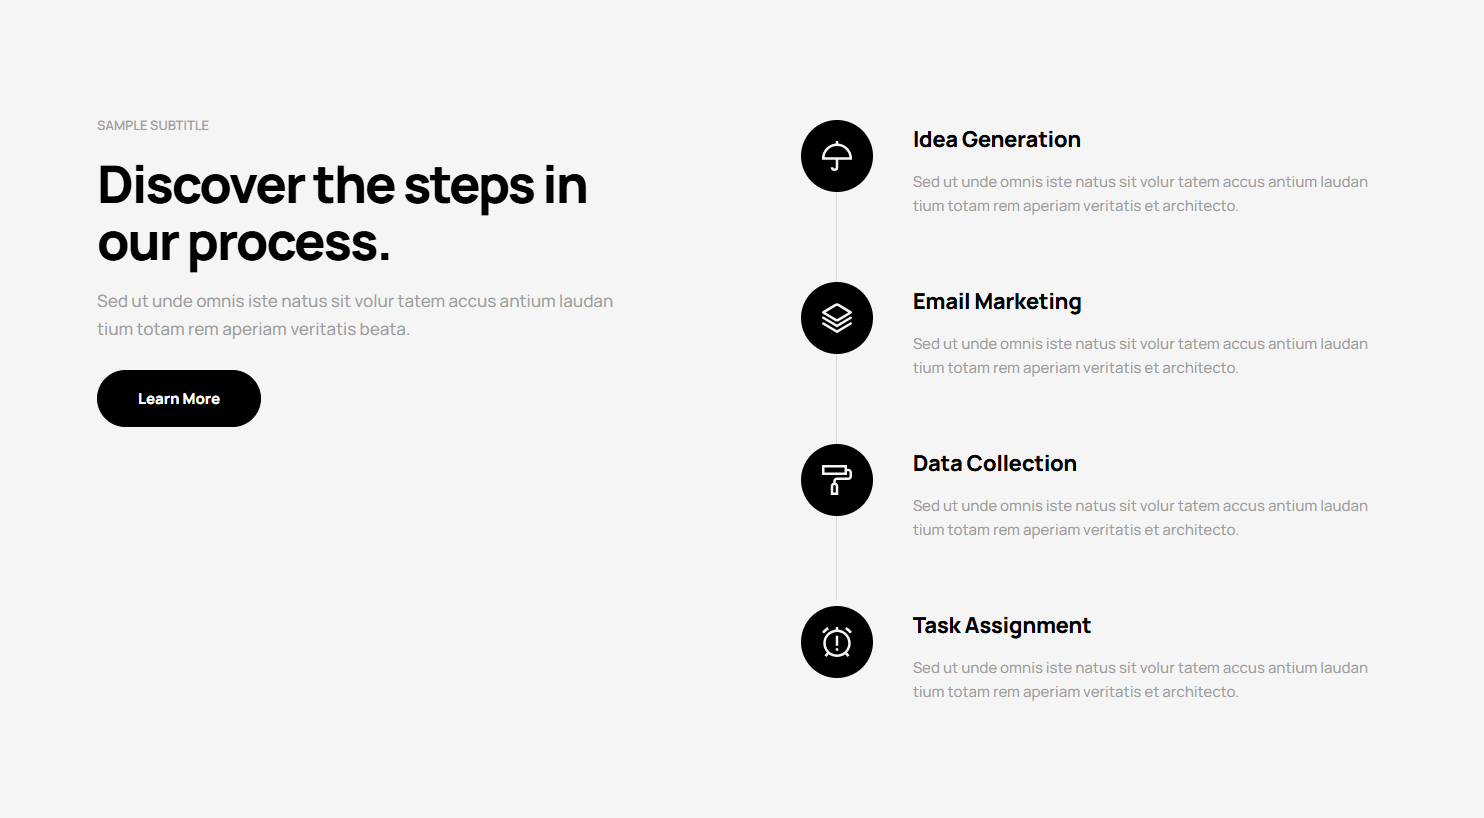 SAMPLE SUBTITLE
Discover the steps in
our process.
Sed ut unde omnis iste natus sit volur tatem accus antium laudan
tium totam rem aperiam veritatis beata.
Learn More
Idea Generation
Sed ut unde omnis iste natus sit volur tatem accus antium laudan
tium totam rem aperiam veritatis et architecto.
Email Marketing
Sed ut unde omnis iste natus sit volur tatem accus antium laudan
tium totam rem aperiam veritatis et architecto.
Data Collection
Sed ut unde omnis iste natus sit volur tatem accus antium laudan
tium totam rem aperiam veritatis et architecto.
Task Assignment
Sed ut unde omnis iste natus sit volur tatem accus antium laudan
tium totam rem aperiam veritatis et architecto.